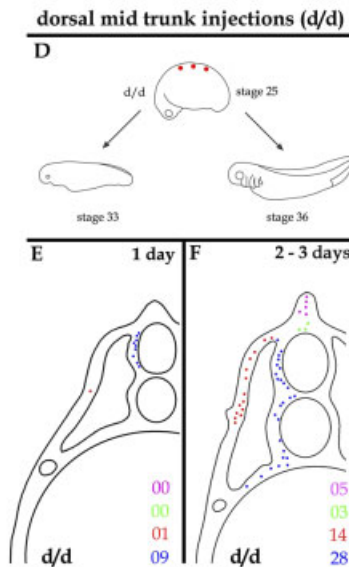 dorsal mid trunk injections (d/d)
D
d/d
stage 25
stage 33
stage 36
E 1 day
F 2 - 3 days
00
00
01
09
d/d
05
03
14
28
d/d